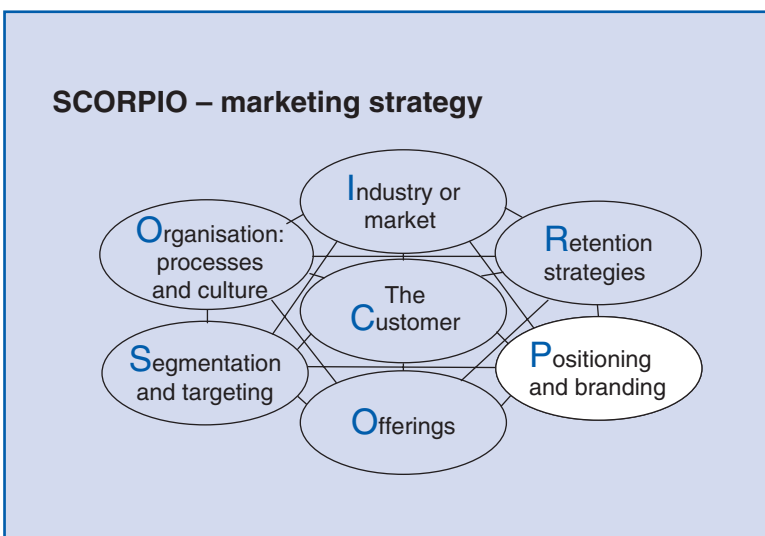 SCORPIO – marketing strategy
Industry or
market
Organisation:
processes
and culture
Retention
strategies
The
Customer
Segmentation
and targeting
Positioning
and branding
Offerings